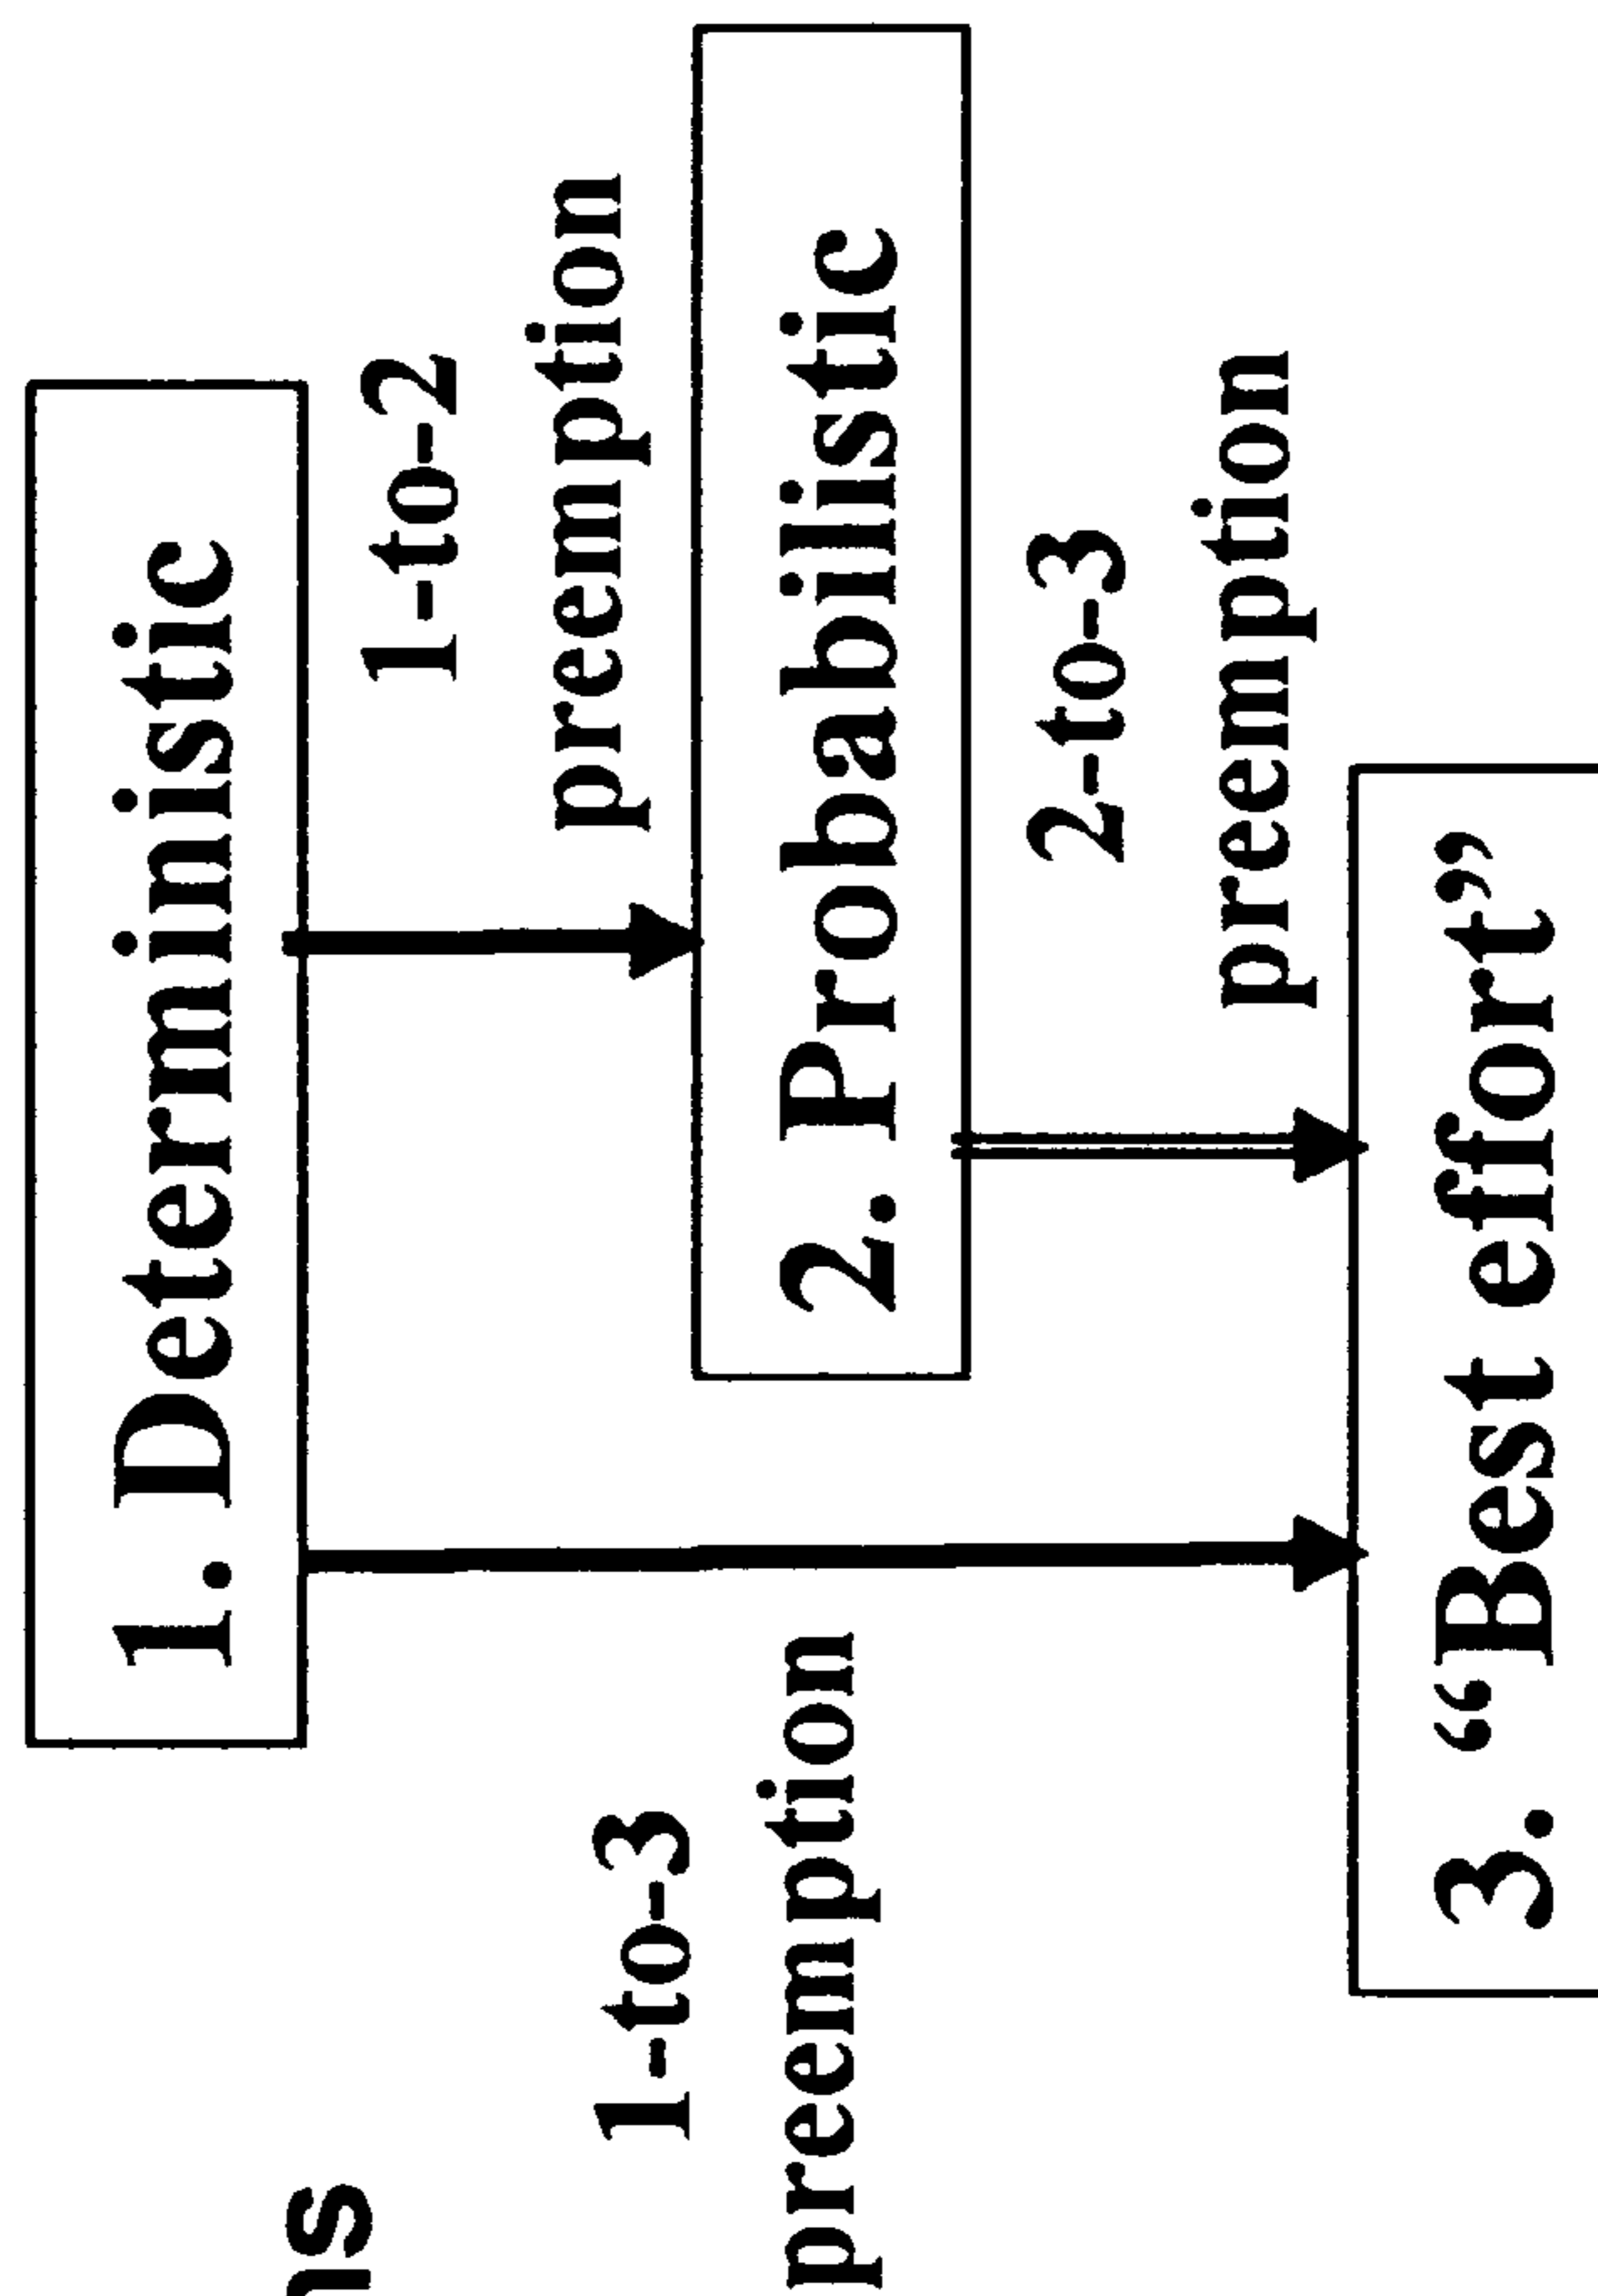 1. Deterministic
1-to-2
preemption
2. Probabilistic
1-to-3
preemption
2-to-3
preemption
3. “Best effort”